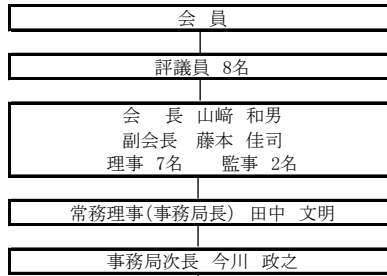 会 員
評議員 8名
会　長 山﨑 和男
副会長 藤本 佳司
理事 7名　監事 2名
常務理事(事務局長) 田中 文明
事務局次長 今川 政之